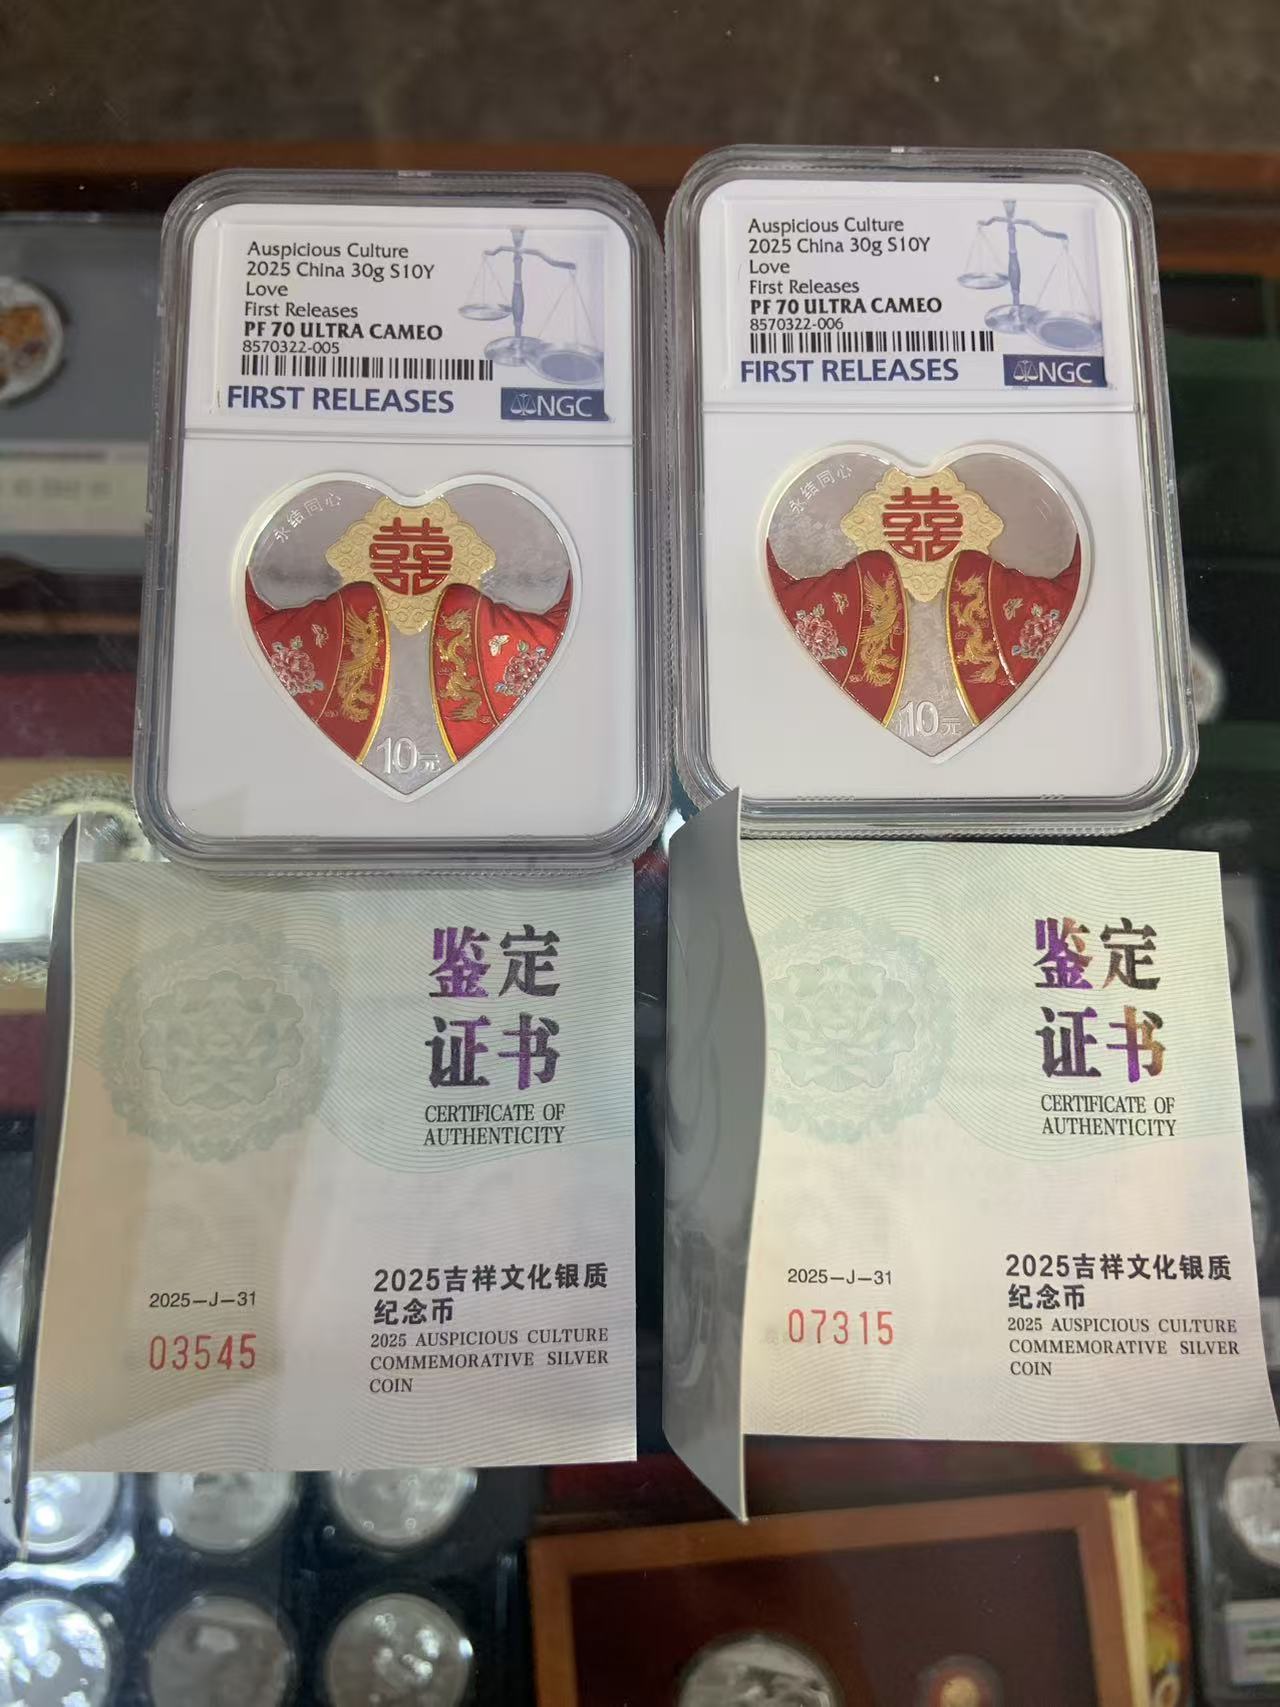 Auspicious Culture
2025 China 30g S10Y
Love
First Releases
PF 70 ULTRA CAMEO
8570322-005
FIRST RELEASES
NGC
永结同心
囍
10元
Auspicious Culture
2025 China 30g S10Y
Love
First Releases
PF 70 ULTRA CAMEO
8570322-006
FIRST RELEASES
NGC
永结同心
囍
10元
鉴定
证书
CERTIFICATE OF
AUTHENTICITY
2025-J-31
03545
2025吉祥文化银质
纪念币
2025 AUSPICIOUS CULTURE
COMMEMORATIVE SILVER
COIN
鉴定
证书
CERTIFICATE OF
AUTHENTICITY
2025-J-31
07315
2025吉祥文化银质
纪念币
2025 AUSPICIOUS CULTURE
COMMEMORATIVE SILVER
COIN